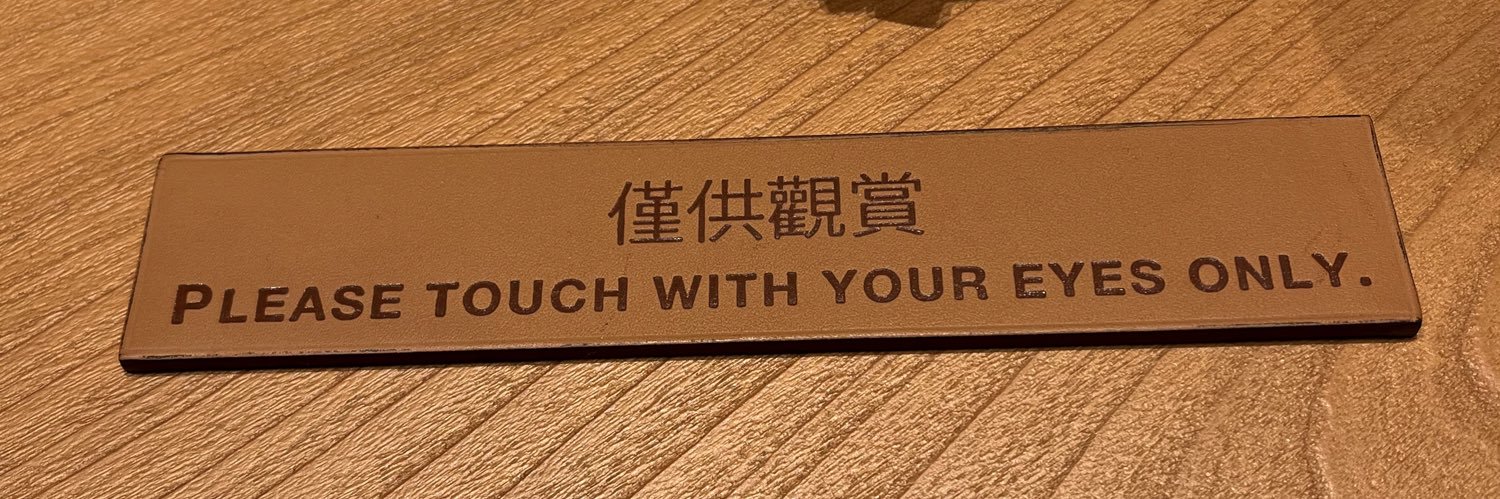 僅供觀賞
PLEASE TOUCH WITH YOUR EYES ONLY.